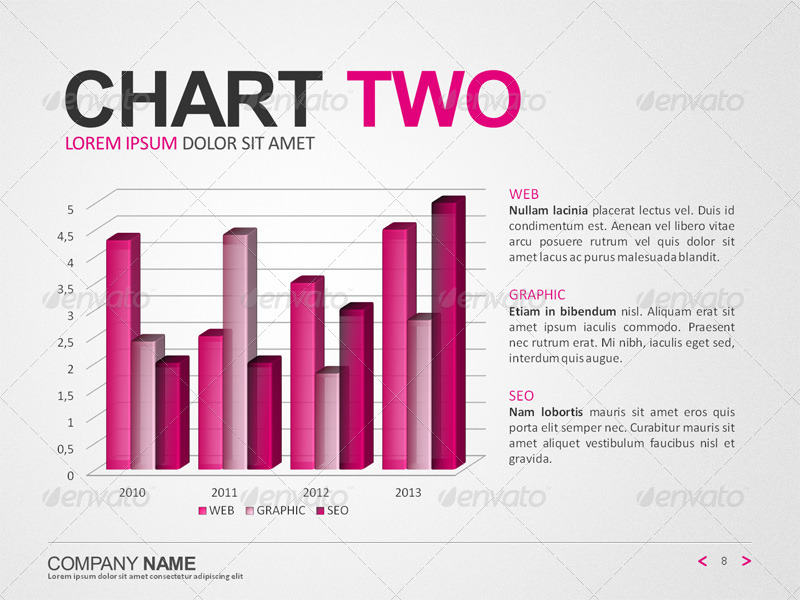 CHART TWO
LOREM IPSUM DOLOR SIT AMET
5
4,5
4
3,5
3
2,5
2
1,5
1
0,5
0
2010 2011 2012 2013
WEB GRAPHIC SEO
WEB
Nullam lacinia placerat lectus vel. Duis id
condimentum est. Aenean vel libero vitae
arcu posuere rutrum vel quis dolor sit
amet lacus ac purus malesuada blandit.
GRAPHIC
Etiam in bibendum nisl. Aliquam erat sit
amet ipsum iaculis commodo. Praesent
nec rutrum erat. Mi nibh, iaculis eget sed,
interdum quis augue.
SEO
Nam lobortis mauris sit amet eros quis
porta elit semper nec. Curabitur mauris sit
amet aliquet vestibulum faucibus nisl et
gravida.
COMPANY NAME
Lorem ipsum dolor sit amet consectetur adipiscing elit
< 8 >
envato envato envato envato
envato envato envato envato
envato envato envato envato